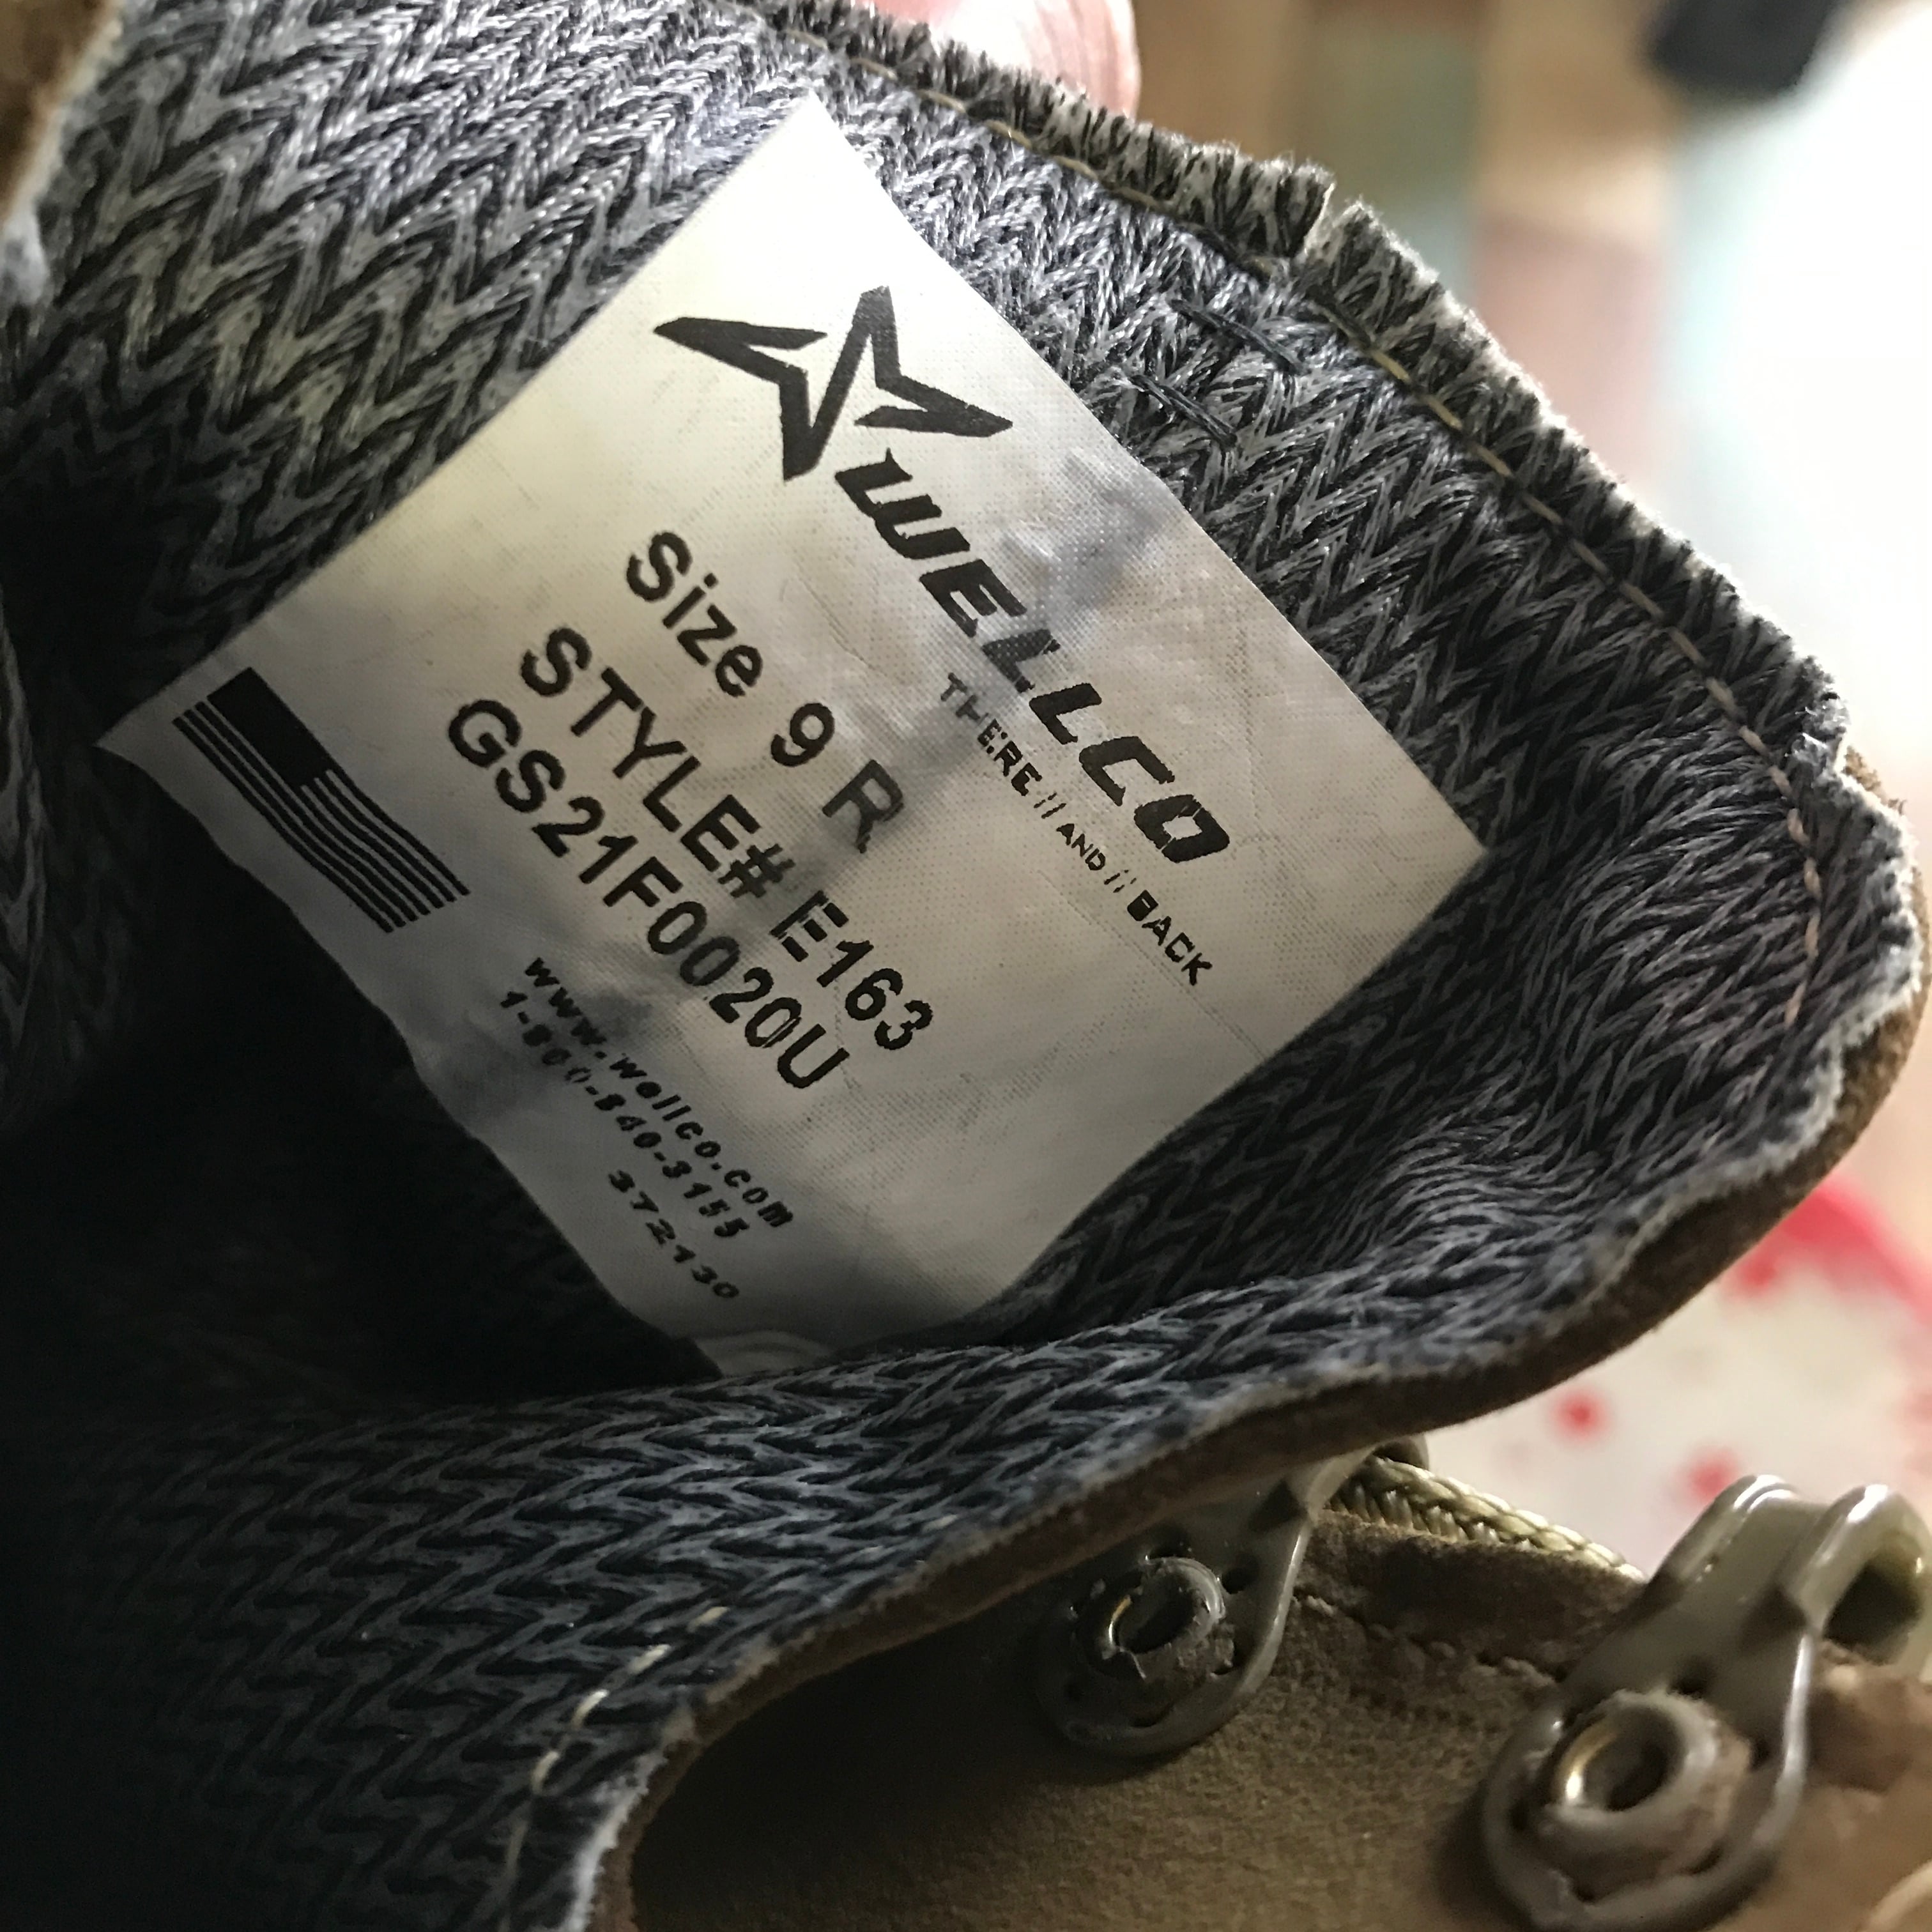 WELLCO
THERE // AND // BACK
Size 9 R
STYLE# E163
GS21F0020U
www.wellco.com
1-800-840-3155
372130